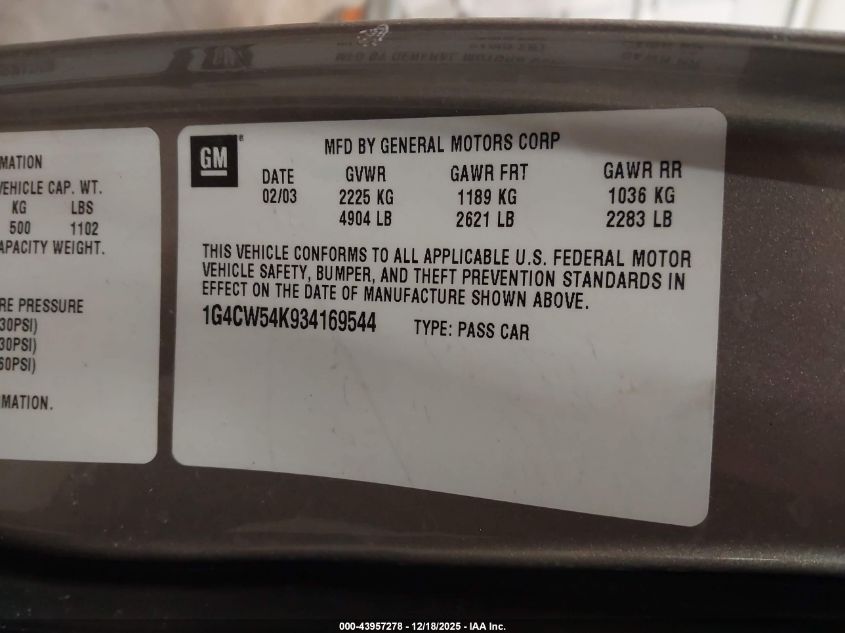 MATION
VEHICLE CAP. WT.
KG LBS
500 1102
APACITY WEIGHT.
RE PRESSURE
30PSI)
30PSI)
60PSI)
RMATION.
GM
MFD BY GENERAL MOTORS CORP
DATE GVWR GAWR FRT GAWR RR
02/03 2225 KG 1189 KG 1036 KG
4904 LB 2621 LB 2283 LB
THIS VEHICLE CONFORMS TO ALL APPLICABLE U.S. FEDERAL MOTOR
VEHICLE SAFETY, BUMPER, AND THEFT PREVENTION STANDARDS IN
EFFECT ON THE DATE OF MANUFACTURE SHOWN ABOVE.
1G4CW54K934169544 TYPE: PASS CAR
000-43957278 - 12/18/2025 - IAA Inc.